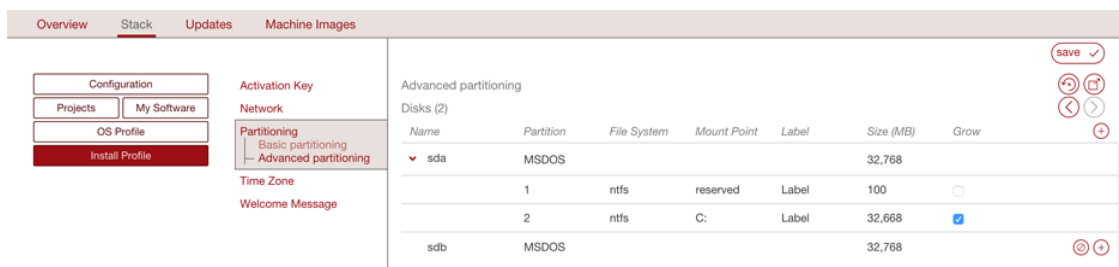 Overview Stack Updates Machine Images
save
Configuration
Projects My Software
OS Profile
Install Profile
Activation Key
Network
Partitioning
Basic partitioning
Advanced partitioning
Time Zone
Welcome Message
Advanced partitioning
Disks (2)
Name Partition File System Mount Point Label Size (MB) Grow
sda MSDOS 32,768
1 ntfs reserved Label 100
2 ntfs C: Label 32,668
sdb MSDOS 32,768